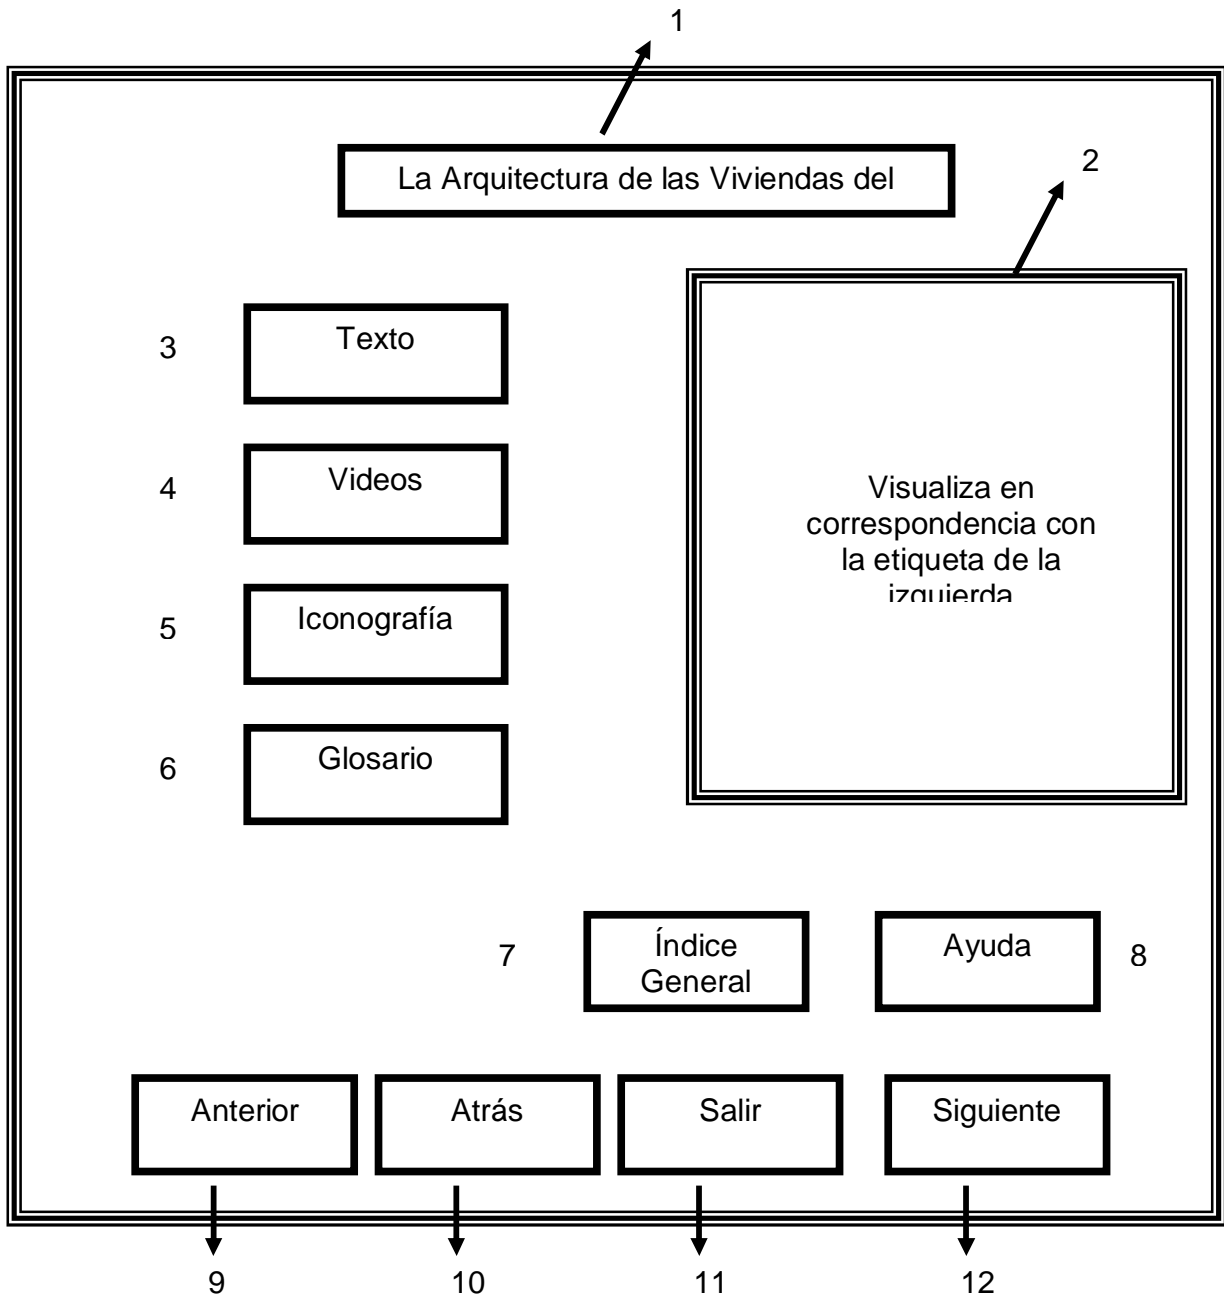 1
La Arquitectura de las Viviendas del
2
3
Texto
4
Videos
5
Iconografía
6
Glosario
Visualiza en
correspondencia con
la etiqueta de la
izquierda
7
Índice
General
Ayuda
8
Anterior
Atrás
Salir
Siguiente
9
10
11
12